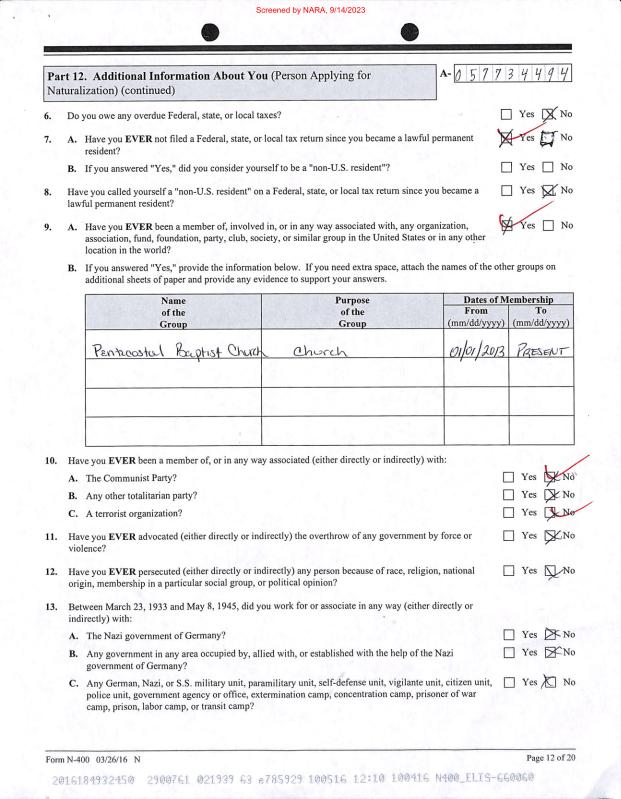 Screened by NARA, 9/14/2023
Part 12. Additional Information About You (Person Applying for
Naturalization) (continued)
A- 0 5 7 7 3 4 4 9 4
6. Do you owe any overdue Federal, state, or local taxes? Yes No
7. A. Have you EVER not filed a Federal, state, or local tax return since you became a lawful permanent Yes No
resident?
B. If you answered "Yes," did you consider yourself to be a "non-U.S. resident"? Yes No
8. Have you called yourself a "non-U.S. resident" on a Federal, state, or local tax return since you became a Yes No
lawful permanent resident?
9. A. Have you EVER been a member of, involved in, or in any way associated with, any organization, Yes No
association, fund, foundation, party, club, society, or similar group in the United States or in any other
location in the world?
B. If you answered "Yes," provide the information below. If you need extra space, attach the names of the other groups on
additional sheets of paper and provide any evidence to support your answers.
Name
of the
Group
Purpose
of the
Group
Dates of Membership
From
(mm/dd/yyyy)
To
(mm/dd/yyyy)
Pentacostal Baptist Church Church 01/01/2013 PRESENT
10. Have you EVER been a member of, or in any way associated (either directly or indirectly) with:
A. The Communist Party? Yes No
B. Any other totalitarian party? Yes No
C. A terrorist organization? Yes No
11. Have you EVER advocated (either directly or indirectly) the overthrow of any government by force or Yes No
violence?
12. Have you EVER persecuted (either directly or indirectly) any person because of race, religion, national Yes No
origin, membership in a particular social group, or political opinion?
13. Between March 23, 1933 and May 8, 1945, did you work for or associate in any way (either directly or
indirectly) with:
A. The Nazi government of Germany? Yes No
B. Any government in any area occupied by, allied with, or established with the help of the Nazi Yes No
government of Germany?
C. Any German, Nazi, or S.S. military unit, paramilitary unit, self-defense unit, vigilante unit, citizen unit, Yes No
police unit, government agency or office, extermination camp, concentration camp, prisoner of war
camp, prison, labor camp, or transit camp?
Form N-400 03/26/16 N Page 12 of 20
2016184932450 2900761 021939 63 e785929 100516 12:10 100416 N400_ELIS-660060